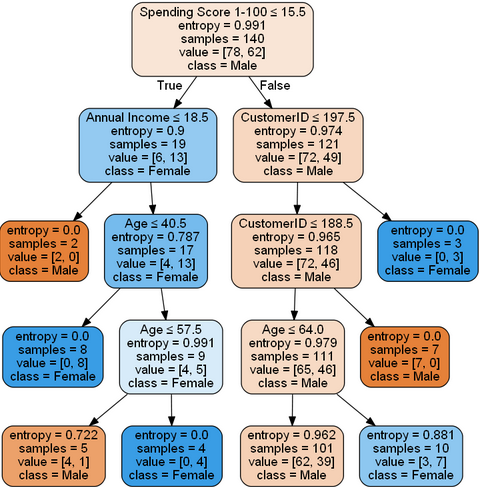 Spending Score 1-100 ≤ 15.5
entropy = 0.991
samples = 140
value = [78, 62]
class = Male
True
False
Annual Income ≤ 18.5
entropy = 0.9
samples = 19
value = [6, 13]
class = Female
CustomerID ≤ 197.5
entropy = 0.974
samples = 121
value = [72, 49]
class = Male
entropy = 0.0
samples = 2
value = [2, 0]
class = Male
Age ≤ 40.5
entropy = 0.787
samples = 17
value = [4, 13]
class = Female
CustomerID ≤ 188.5
entropy = 0.965
samples = 118
value = [72, 46]
class = Male
entropy = 0.0
samples = 3
value = [0, 3]
class = Female
entropy = 0.0
samples = 8
value = [0, 8]
class = Female
Age ≤ 57.5
entropy = 0.991
samples = 9
value = [4, 5]
class = Female
Age ≤ 64.0
entropy = 0.979
samples = 111
value = [65, 46]
class = Male
entropy = 0.0
samples = 7
value = [7, 0]
class = Male
entropy = 0.722
samples = 5
value = [4, 1]
class = Male
entropy = 0.0
samples = 4
value = [0, 4]
class = Female
entropy = 0.962
samples = 101
value = [62, 39]
class = Male
entropy = 0.881
samples = 10
value = [3, 7]
class = Female